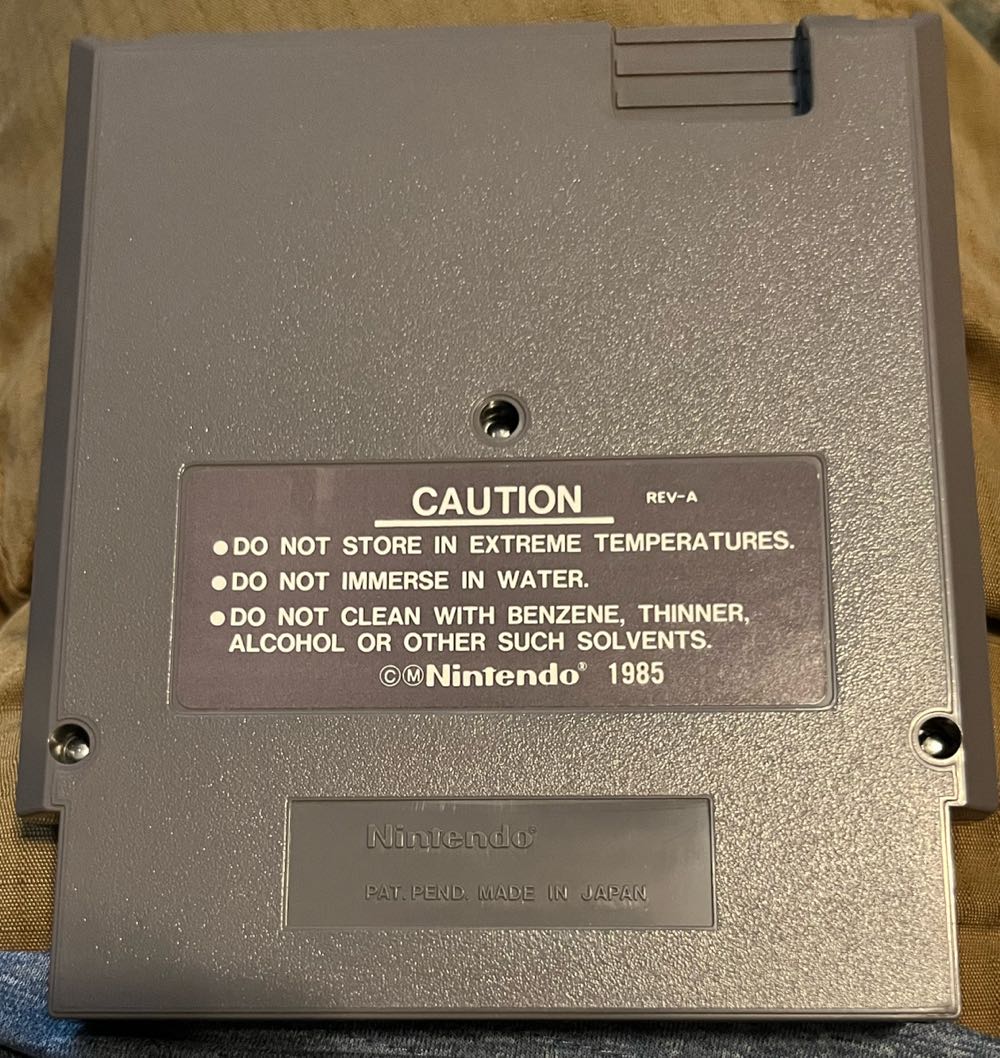 CAUTION REV-A
●DO NOT STORE IN EXTREME TEMPERATURES.
●DO NOT IMMERSE IN WATER.
●DO NOT CLEAN WITH BENZENE, THINNER,
ALCOHOL OR OTHER SUCH SOLVENTS.
©ⓂNintendo® 1985
Nintendo®
PAT. PEND. MADE IN JAPAN